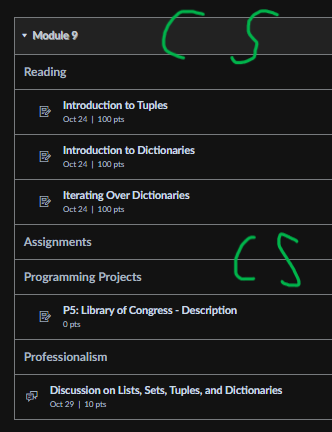 Module 9 C S
Reading
Introduction to Tuples
Oct 24 | 100 pts
Introduction to Dictionaries
Oct 24 | 100 pts
Iterating Over Dictionaries
Oct 24 | 100 pts
Assignments C S
Programming Projects
P5: Library of Congress - Description
0 pts
Professionalism
Discussion on Lists, Sets, Tuples, and Dictionaries
Oct 29 | 10 pts